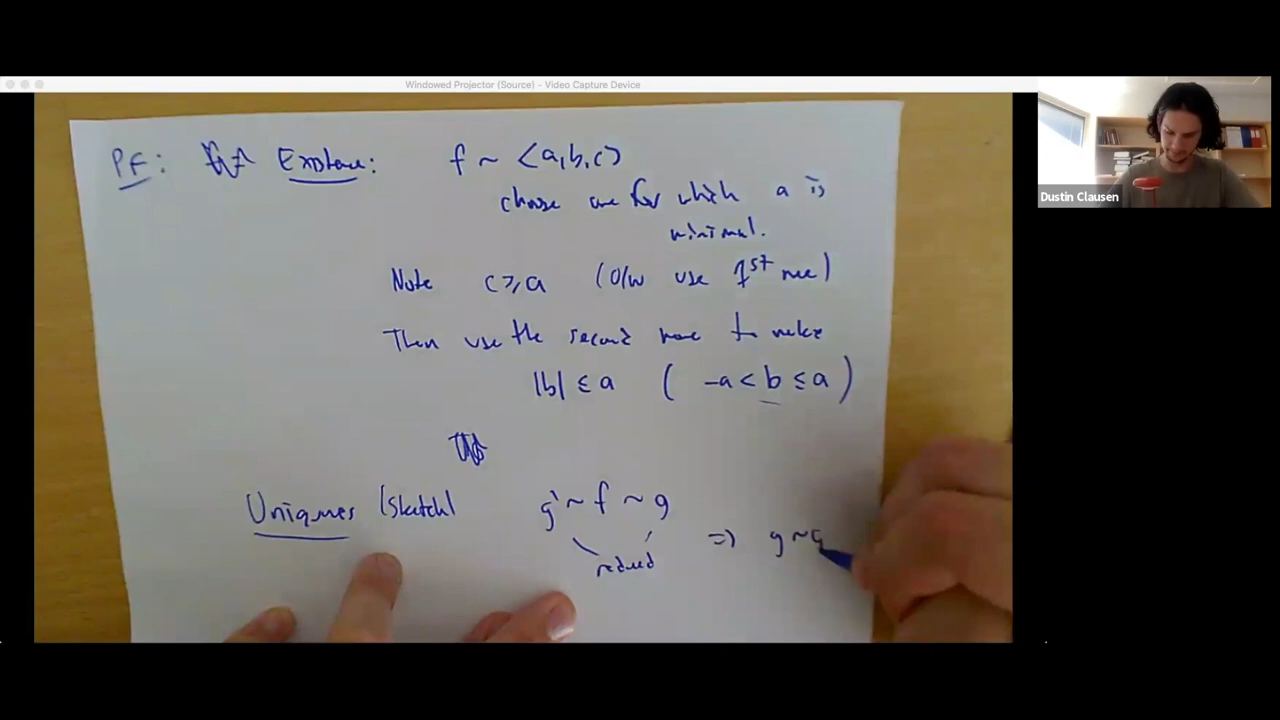 Windowed Projector (Source) - Video Capture Device
Dustin Clausen
Pf: Existence: f ~ <a,b,c>
choose one for which a is
minimal.
Note c ≥ a (O/w use 1st move)
Then use the second move to make
|b| ≤ a ( -a < b ≤ a )
Uniqueness (Sketch) g' ~ f ~ g
reduced => g ~ g